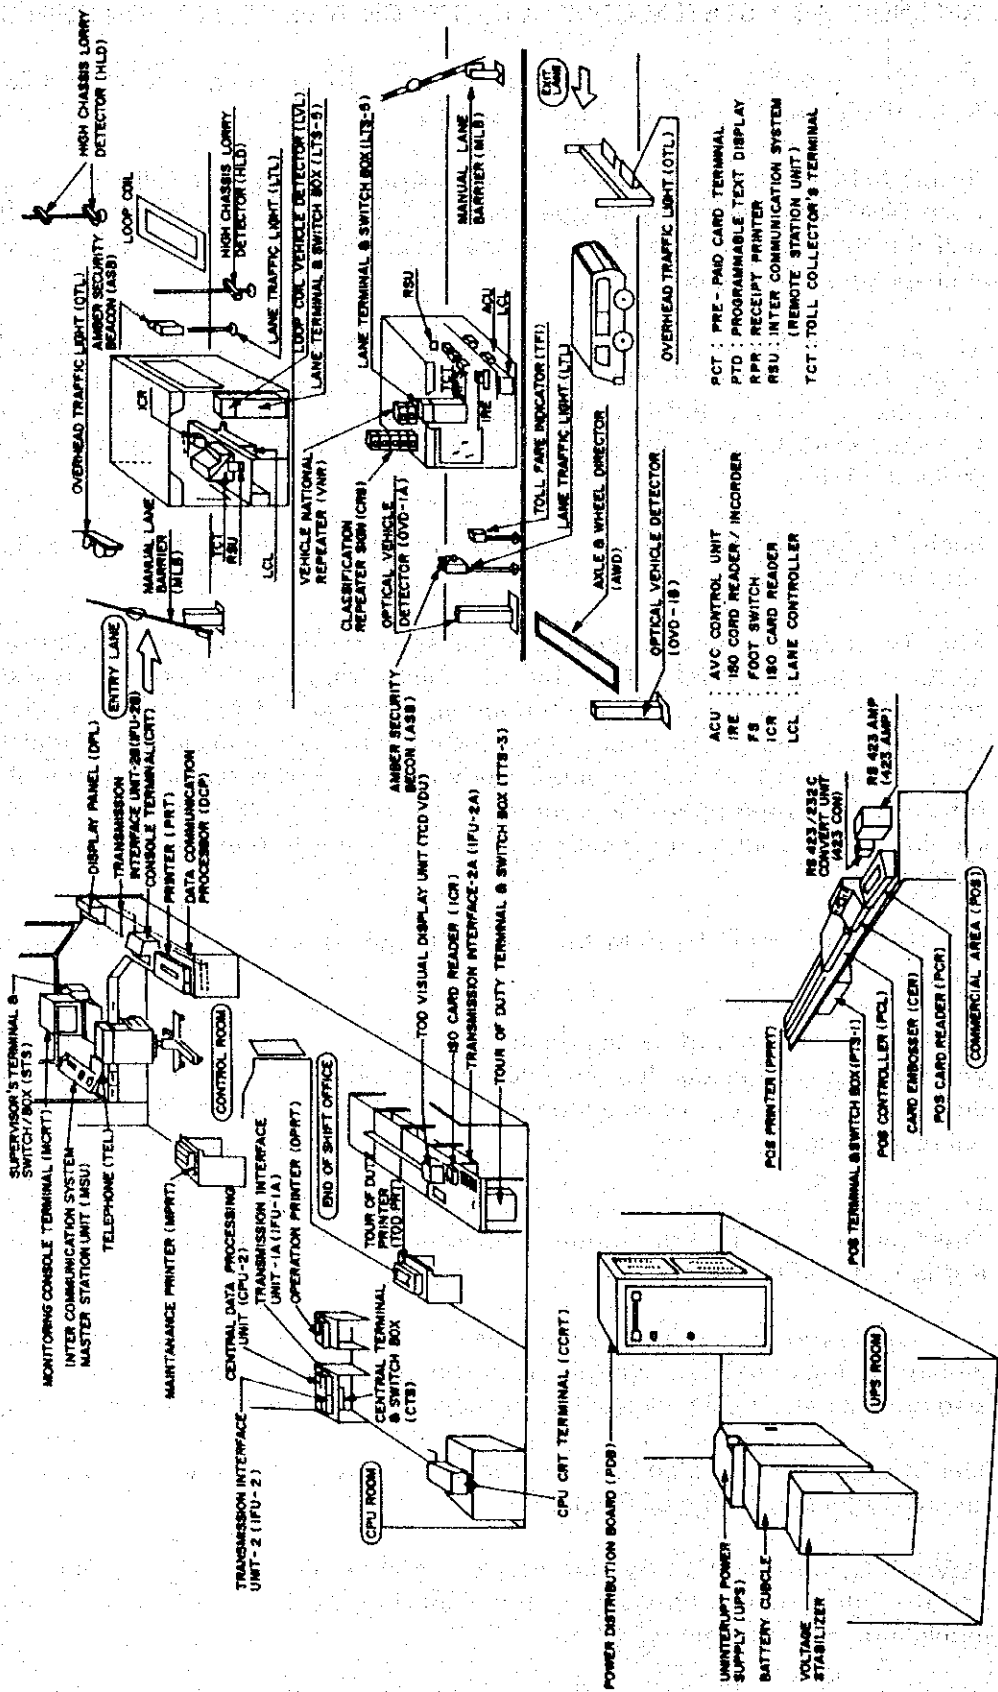 SUPERVISOR'S TERMINAL &
SWITCH/BOX (STS)
MONITORING CONSOLE TERMINAL (MCRT)
INTER COMMUNICATION SYSTEM
MASTER STATION UNIT (MSU)
TELEPHONE (TEL)
DISPLAY PANEL (DPL)
TRANSMISSION
INTERFACE UNIT-2B (IFU-2B)
CONSOLE TERMINAL (CRT)
PRINTER (PRT)
DATA COMMUNICATION
PROCESSOR (DCP)
CONTROL ROOM
MAINTANANCE PRINTER (MPRT)
CENTRAL DATA PROCESSING
UNIT (CPU-2)
TRANSMISSION INTERFACE
UNIT-1A (IFU-1A)
OPERATION PRINTER (OPRT)
TRANSMISSION INTERFACE
UNIT-2 (IFU-2)
CENTRAL TERMINAL
& SWITCH BOX
(CTS)
CPU ROOM
CPU CRT TERMINAL (CCRT)
END OF SHIFT OFFICE
TOUR OF DUTY
PRINTER
(TOD PRT)
TOD VISUAL DISPLAY UNIT (TOD VDU)
ISO CARD READER (ICR)
TRANSMISSION INTERFACE-2A (IFU-2A)
TOUR OF DUTY TERMINAL & SWITCH BOX (TTS-3)
ENTRY LANE
MANUAL LANE
BARRIER
(MLB)
OVERHEAD TRAFFIC LIGHT (OTL)
AMBER SECURITY
BEACON (ASB)
HIGH CHASSIS LORRY
DETECTOR (HLD)
LOOP COIL
ICR
TCT
RSU
LCL
HIGH CHASSIS LORRY
DETECTOR (HLD)
LANE TRAFFIC LIGHT (LTL)
LOOP COIL VEHICLE DETECTOR (LVL)
LANE TERMINAL & SWITCH BOX (LTS-5)
VEHICLE NATIONAL
REPEATER (VNR)
CLASSIFICATION
REPEATER SIGN (CRS)
OPTICAL VEHICLE
DETECTOR (OVD-1A)
LANE TERMINAL & SWITCH BOX (LTS-5)
RSU
TCT
IRE
ACU
LCL
MANUAL LANE
BARRIER (MLB)
AMBER SECURITY
BECON (ASB)
TOLL FARE INDICATOR (TFI)
LANE TRAFFIC LIGHT (LTL)
EXIT
LANE
AXLE & WHEEL DIRECTOR
(AWD)
OPTICAL VEHICLE DETECTOR
(OVD-1B)
OVERHEAD TRAFFIC LIGHT (OTL)
ACU : AVC CONTROL UNIT
IRE : ISO CORD READER / INCORDER
FS : FOOT SWITCH
ICR : ISO CARD READER
LCL : LANE CONTROLLER
PCT : PRE-PAID CARD TERMINAL
PTD : PROGRAMMABLE TEXT DISPLAY
RPR : RECEIPT PRINTER
RSU : INTER COMMUNICATION SYSTEM
(REMOTE STATION UNIT)
TCT : TOLL COLLECTOR'S TERMINAL
POWER DISTRIBUTION BOARD (PDB)
UNINTERUPT POWER
SUPPLY (UPS)
BATTERY CUBCLE
VOLTAGE
STABILIZER
UPS ROOM
POS PRINTER (PPRT)
POS TERMINAL & SWITCH BOX (PTS-1)
POS CONTROLLER (PCL)
CARD EMBOSSER (CER)
POS CARD READER (PCR)
RS 423/232C
CONVERT UNIT
(423 CON)
RS 423 AMP
(423 AMP)
COMMERCIAL AREA (POS)